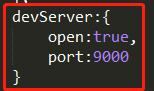 devServer:{
    open:true,
    port:9000
}